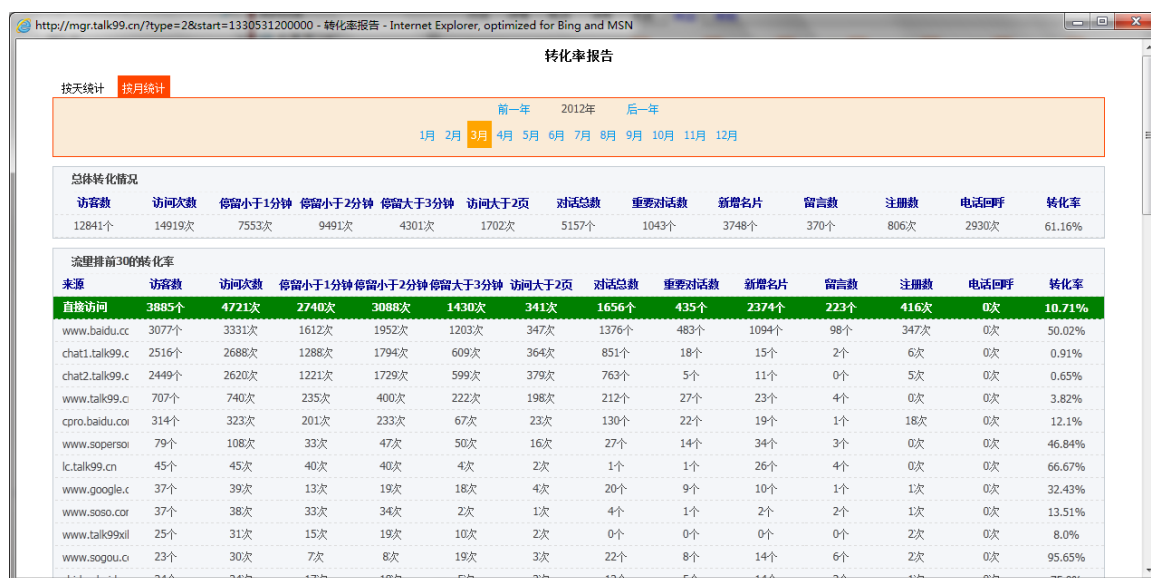 http://mgr.talk99.cn/?type=2&start=1330531200000 - 转化率报告 - Internet Explorer, optimized for Bing and MSN
转化率报告
按天统计 按月统计
前一年 2012年 后一年
1月 2月 3月 4月 5月 6月 7月 8月 9月 10月 11月 12月
总体转化情况
访客数 访问次数 停留小于1分钟 停留小于2分钟 停留大于3分钟 访问大于2页 对话总数 重要对话数 新增名片 留言数 注册数 电话回呼 转化率
12841个 14919次 7553次 9491次 4301次 1702次 5157个 1043个 3748个 370个 806次 2930次 61.16%
流里排前30的转化率
来源 访客数 访问次数 停留小于1分钟 停留小于2分钟 停留大于3分钟 访问大于2页 对话总数 重要对话数 新增名片 留言数 注册数 电话回呼 转化率
直接访问 3885个 4721次 2740次 3088次 1430次 341次 1656个 435个 2374个 223个 416次 0次 10.71%
www.baidu.cc 3077个 3331次 1612次 1952次 1203次 347次 1376个 483个 1094个 98个 347次 0次 50.02%
chat1.talk99.c 2516个 2688次 1288次 1794次 609次 364次 851个 18个 15个 2个 6次 0次 0.91%
chat2.talk99.c 2449个 2620次 1221次 1729次 599次 379次 763个 5个 11个 0个 5次 0次 0.65%
www.talk99.c 707个 740次 235次 400次 222次 198次 212个 27个 23个 4个 0次 0次 3.82%
cpro.baidu.co 314个 323次 201次 233次 67次 23次 130个 22个 19个 1个 18次 0次 12.1%
www.soperso 79个 108次 33次 47次 50次 16次 27个 14个 34个 3个 0次 0次 46.84%
lc.talk99.cn 45个 45次 40次 40次 4次 2次 1个 1个 26个 4个 0次 0次 66.67%
www.google.c 37个 39次 13次 19次 18次 4次 20个 9个 10个 1个 1次 0次 32.43%
www.soso.cor 37个 38次 33次 34次 2次 1次 4个 1个 2个 2个 1次 0次 13.51%
www.talk99xil 25个 31次 15次 19次 10次 2次 0个 0个 0个 0个 2次 0次 8.0%
www.sogou.c 23个 30次 7次 8次 19次 3次 22个 8个 14个 6个 2次 0次 95.65%